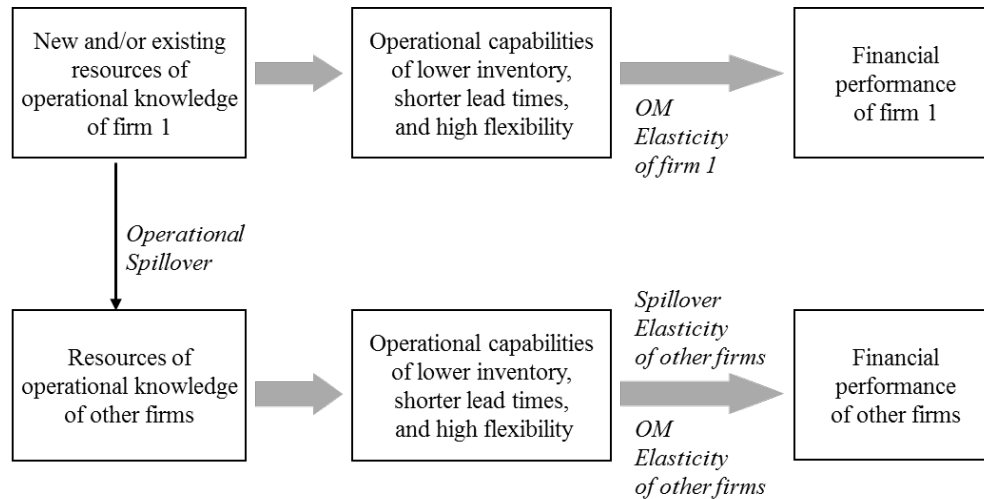 New and/or existing
resources of
operational knowledge
of firm 1
Operational capabilities
of lower inventory,
shorter lead times,
and high flexibility
OM
Elasticity
of firm 1
Financial
performance
of firm 1
Operational
Spillover
Resources of
operational knowledge
of other firms
Operational capabilities
of lower inventory,
shorter lead times,
and high flexibility
Spillover
Elasticity
of other firms
OM
Elasticity
of other firms
Financial
performance
of other firms